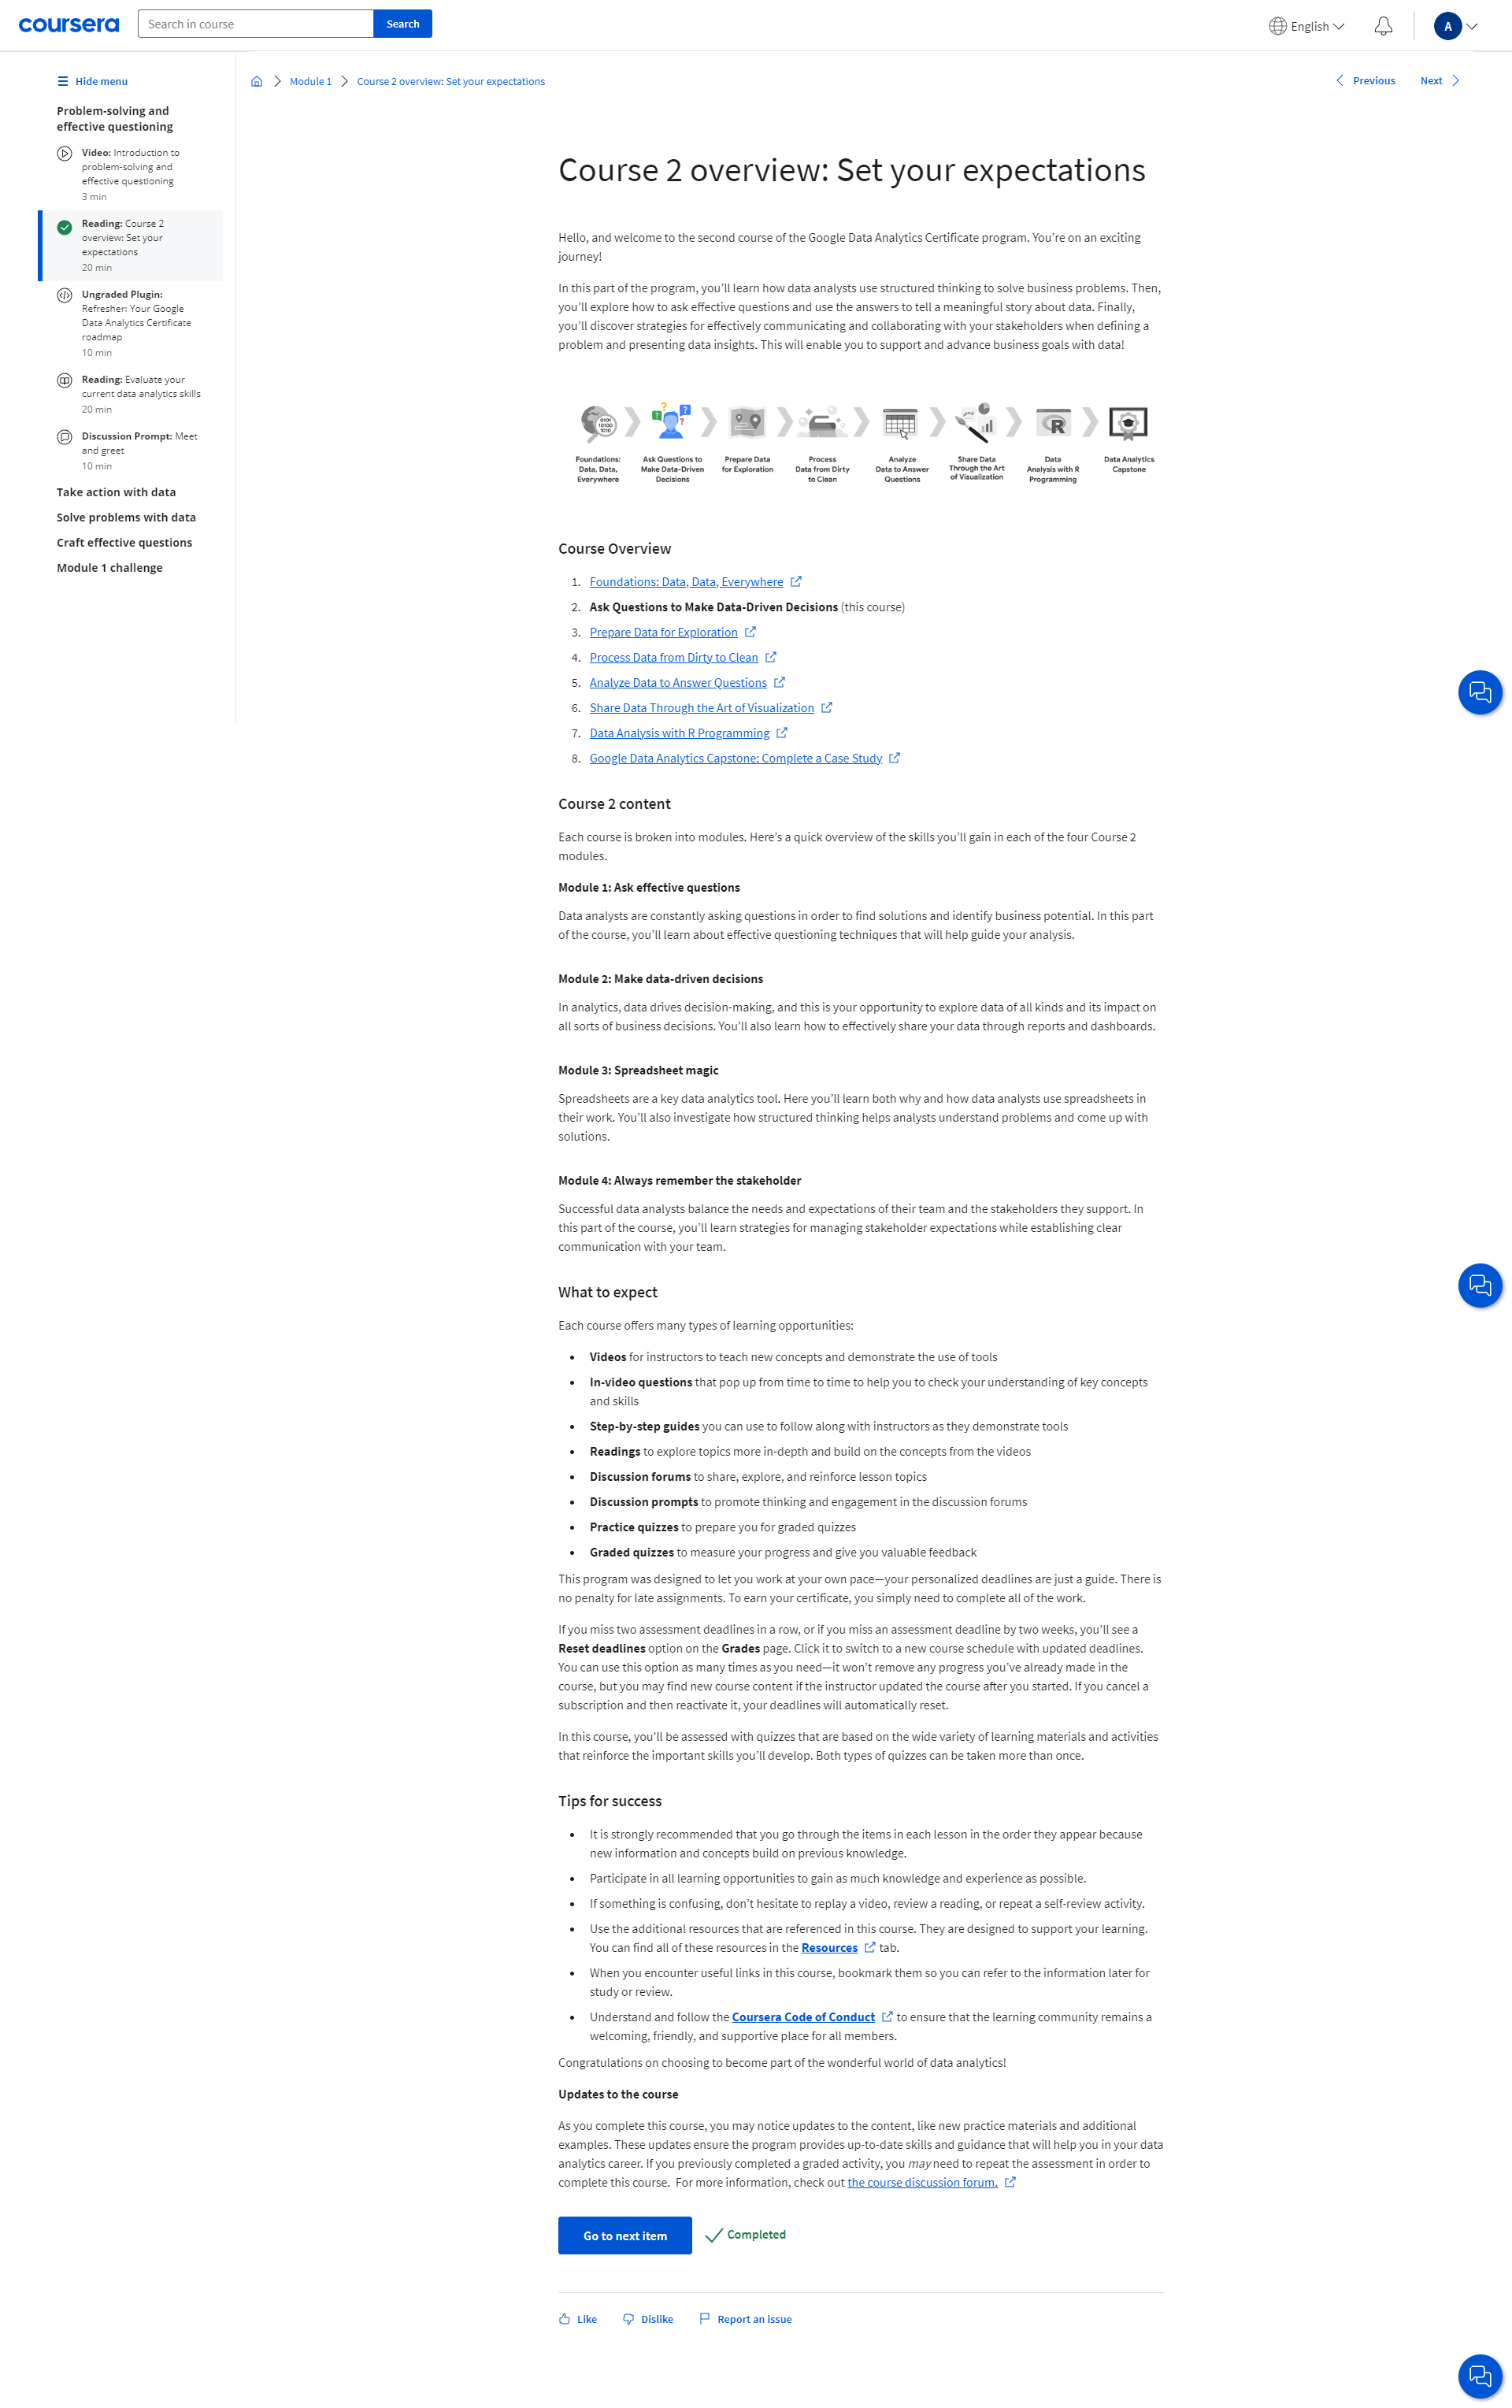 coursera
Search in course
Search
English
A
Hide menu
Problem-solving and
effective questioning
Video: Introduction to
problem-solving and
effective questioning
3 min
Reading: Course 2
overview: Set your
expectations
20 min
Ungraded Plugin:
Refresher: Your Google
Data Analytics Certificate
roadmap
10 min
Reading: Evaluate your
current data analytics skills
20 min
Discussion Prompt: Meet
and greet
10 min
Take action with data
Solve problems with data
Craft effective questions
Module 1 challenge
Module 1
Course 2 overview: Set your expectations
Previous
Next
Course 2 overview: Set your expectations
Hello, and welcome to the second course of the Google Data Analytics Certificate program. You’re on an exciting
journey!
In this part of the program, you’ll learn how data analysts use structured thinking to solve business problems. Then,
you’ll explore how to ask effective questions and use the answers to tell a meaningful story about data. Finally,
you’ll discover strategies for effectively communicating and collaborating with your stakeholders when defining a
problem and presenting data insights. This will enable you to support and advance business goals with data!
Foundations:
Data, Data,
Everywhere
Ask Questions to
Make Data-Driven
Decisions
Prepare Data
for Exploration
Process
Data from Dirty
to Clean
Analyze
Data to Answer
Questions
Share Data
Through the Art
of Visualization
Data
Analysis with R
Programming
Data Analytics
Capstone
Course Overview
1. Foundations: Data, Data, Everywhere
2. Ask Questions to Make Data-Driven Decisions (this course)
3. Prepare Data for Exploration
4. Process Data from Dirty to Clean
5. Analyze Data to Answer Questions
6. Share Data Through the Art of Visualization
7. Data Analysis with R Programming
8. Google Data Analytics Capstone: Complete a Case Study
Course 2 content
Each course is broken into modules. Here’s a quick overview of the skills you’ll gain in each of the four Course 2
modules.
Module 1: Ask effective questions
Data analysts are constantly asking questions in order to find solutions and identify business potential. In this part
of the course, you’ll learn about effective questioning techniques that will help guide your analysis.
Module 2: Make data-driven decisions
In analytics, data drives decision-making, and this is your opportunity to explore data of all kinds and its impact on
all sorts of business decisions. You’ll also learn how to effectively share your data through reports and dashboards.
Module 3: Spreadsheet magic
Spreadsheets are a key data analytics tool. Here you’ll learn both why and how data analysts use spreadsheets in
their work. You’ll also investigate how structured thinking helps analysts understand problems and come up with
solutions.
Module 4: Always remember the stakeholder
Successful data analysts balance the needs and expectations of their team and the stakeholders they support. In
this part of the course, you’ll learn strategies for managing stakeholder expectations while establishing clear
communication with your team.
What to expect
Each course offers many types of learning opportunities:
• Videos for instructors to teach new concepts and demonstrate the use of tools
• In-video questions that pop up from time to time to help you to check your understanding of key concepts
and skills
• Step-by-step guides you can use to follow along with instructors as they demonstrate tools
• Readings to explore topics more in-depth and build on the concepts from the videos
• Discussion forums to share, explore, and reinforce lesson topics
• Discussion prompts to promote thinking and engagement in the discussion forums
• Practice quizzes to prepare you for graded quizzes
• Graded quizzes to measure your progress and give you valuable feedback
This program was designed to let you work at your own pace—your personalized deadlines are just a guide. There is
no penalty for late assignments. To earn your certificate, you simply need to complete all of the work.
If you miss two assessment deadlines in a row, or if you miss an assessment deadline by two weeks, you’ll see a
Reset deadlines option on the Grades page. Click it to switch to a new course schedule with updated deadlines.
You can use this option as many times as you need—it won’t remove any progress you’ve already made in the
course, but you may find new course content if the instructor updated the course after you started. If you cancel a
subscription and then reactivate it, your deadlines will automatically reset.
In this course, you'll be assessed with quizzes that are based on the wide variety of learning materials and activities
that reinforce the important skills you’ll develop. Both types of quizzes can be taken more than once.
Tips for success
• It is strongly recommended that you go through the items in each lesson in the order they appear because
new information and concepts build on previous knowledge.
• Participate in all learning opportunities to gain as much knowledge and experience as possible.
• If something is confusing, don’t hesitate to replay a video, review a reading, or repeat a self-review activity.
• Use the additional resources that are referenced in this course. They are designed to support your learning.
You can find all of these resources in the Resources tab.
• When you encounter useful links in this course, bookmark them so you can refer to the information later for
study or review.
• Understand and follow the Coursera Code of Conduct to ensure that the learning community remains a
welcoming, friendly, and supportive place for all members.
Congratulations on choosing to become part of the wonderful world of data analytics!
Updates to the course
As you complete this course, you may notice updates to the content, like new practice materials and additional
examples. These updates ensure the program provides up-to-date skills and guidance that will help you in your data
analytics career. If you previously completed a graded activity, you may need to repeat the assessment in order to
complete this course. For more information, check out the course discussion forum.
Go to next item
Completed
Like
Dislike
Report an issue